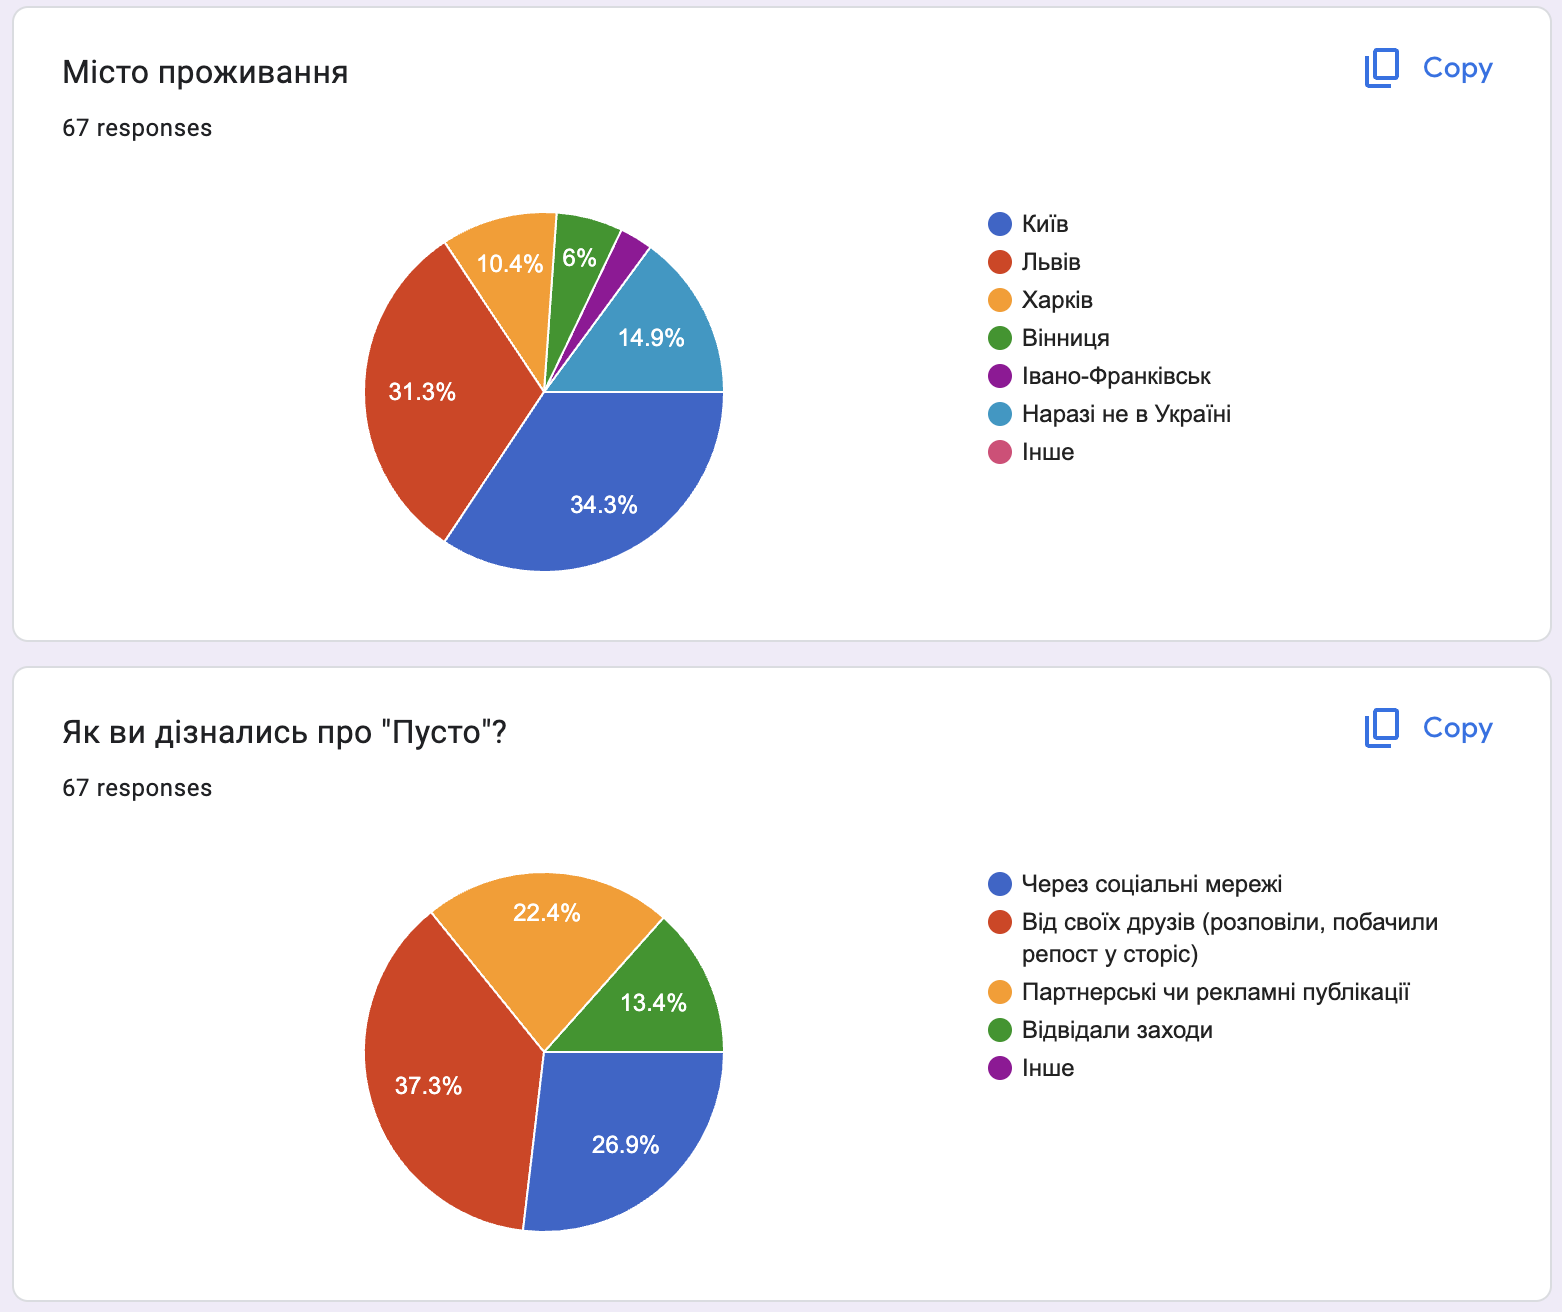 Місто проживання
Copy
67 responses
10.4%
6%
14.9%
31.3%
34.3%
Київ
Львів
Харків
Вінниця
Івано-Франківськ
Наразі не в Україні
Інше
Як ви дізнались про "Пусто"?
Copy
67 responses
22.4%
13.4%
37.3%
26.9%
Через соціальні мережі
Від своїх друзів (розповіли, побачили
репост у сторіс)
Партнерські чи рекламні публікації
Відвідали заходи
Інше